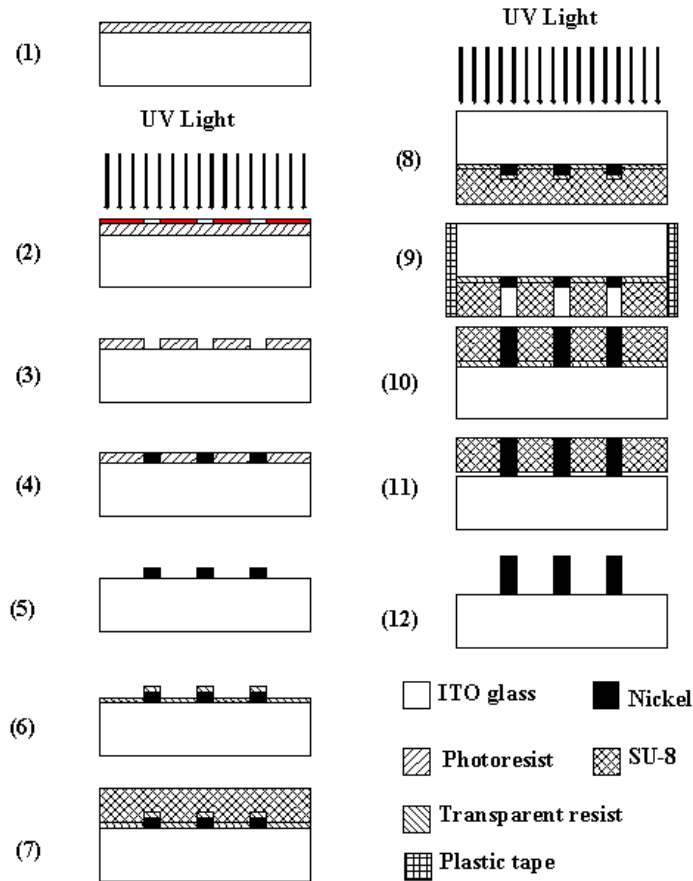 (1)
UV Light
(2)
(3)
(4)
(5)
(6)
(7)
UV Light
(8)
(9)
(10)
(11)
(12)
ITO glass
Nickel
Photoresist
SU-8
Transparent resist
Plastic tape